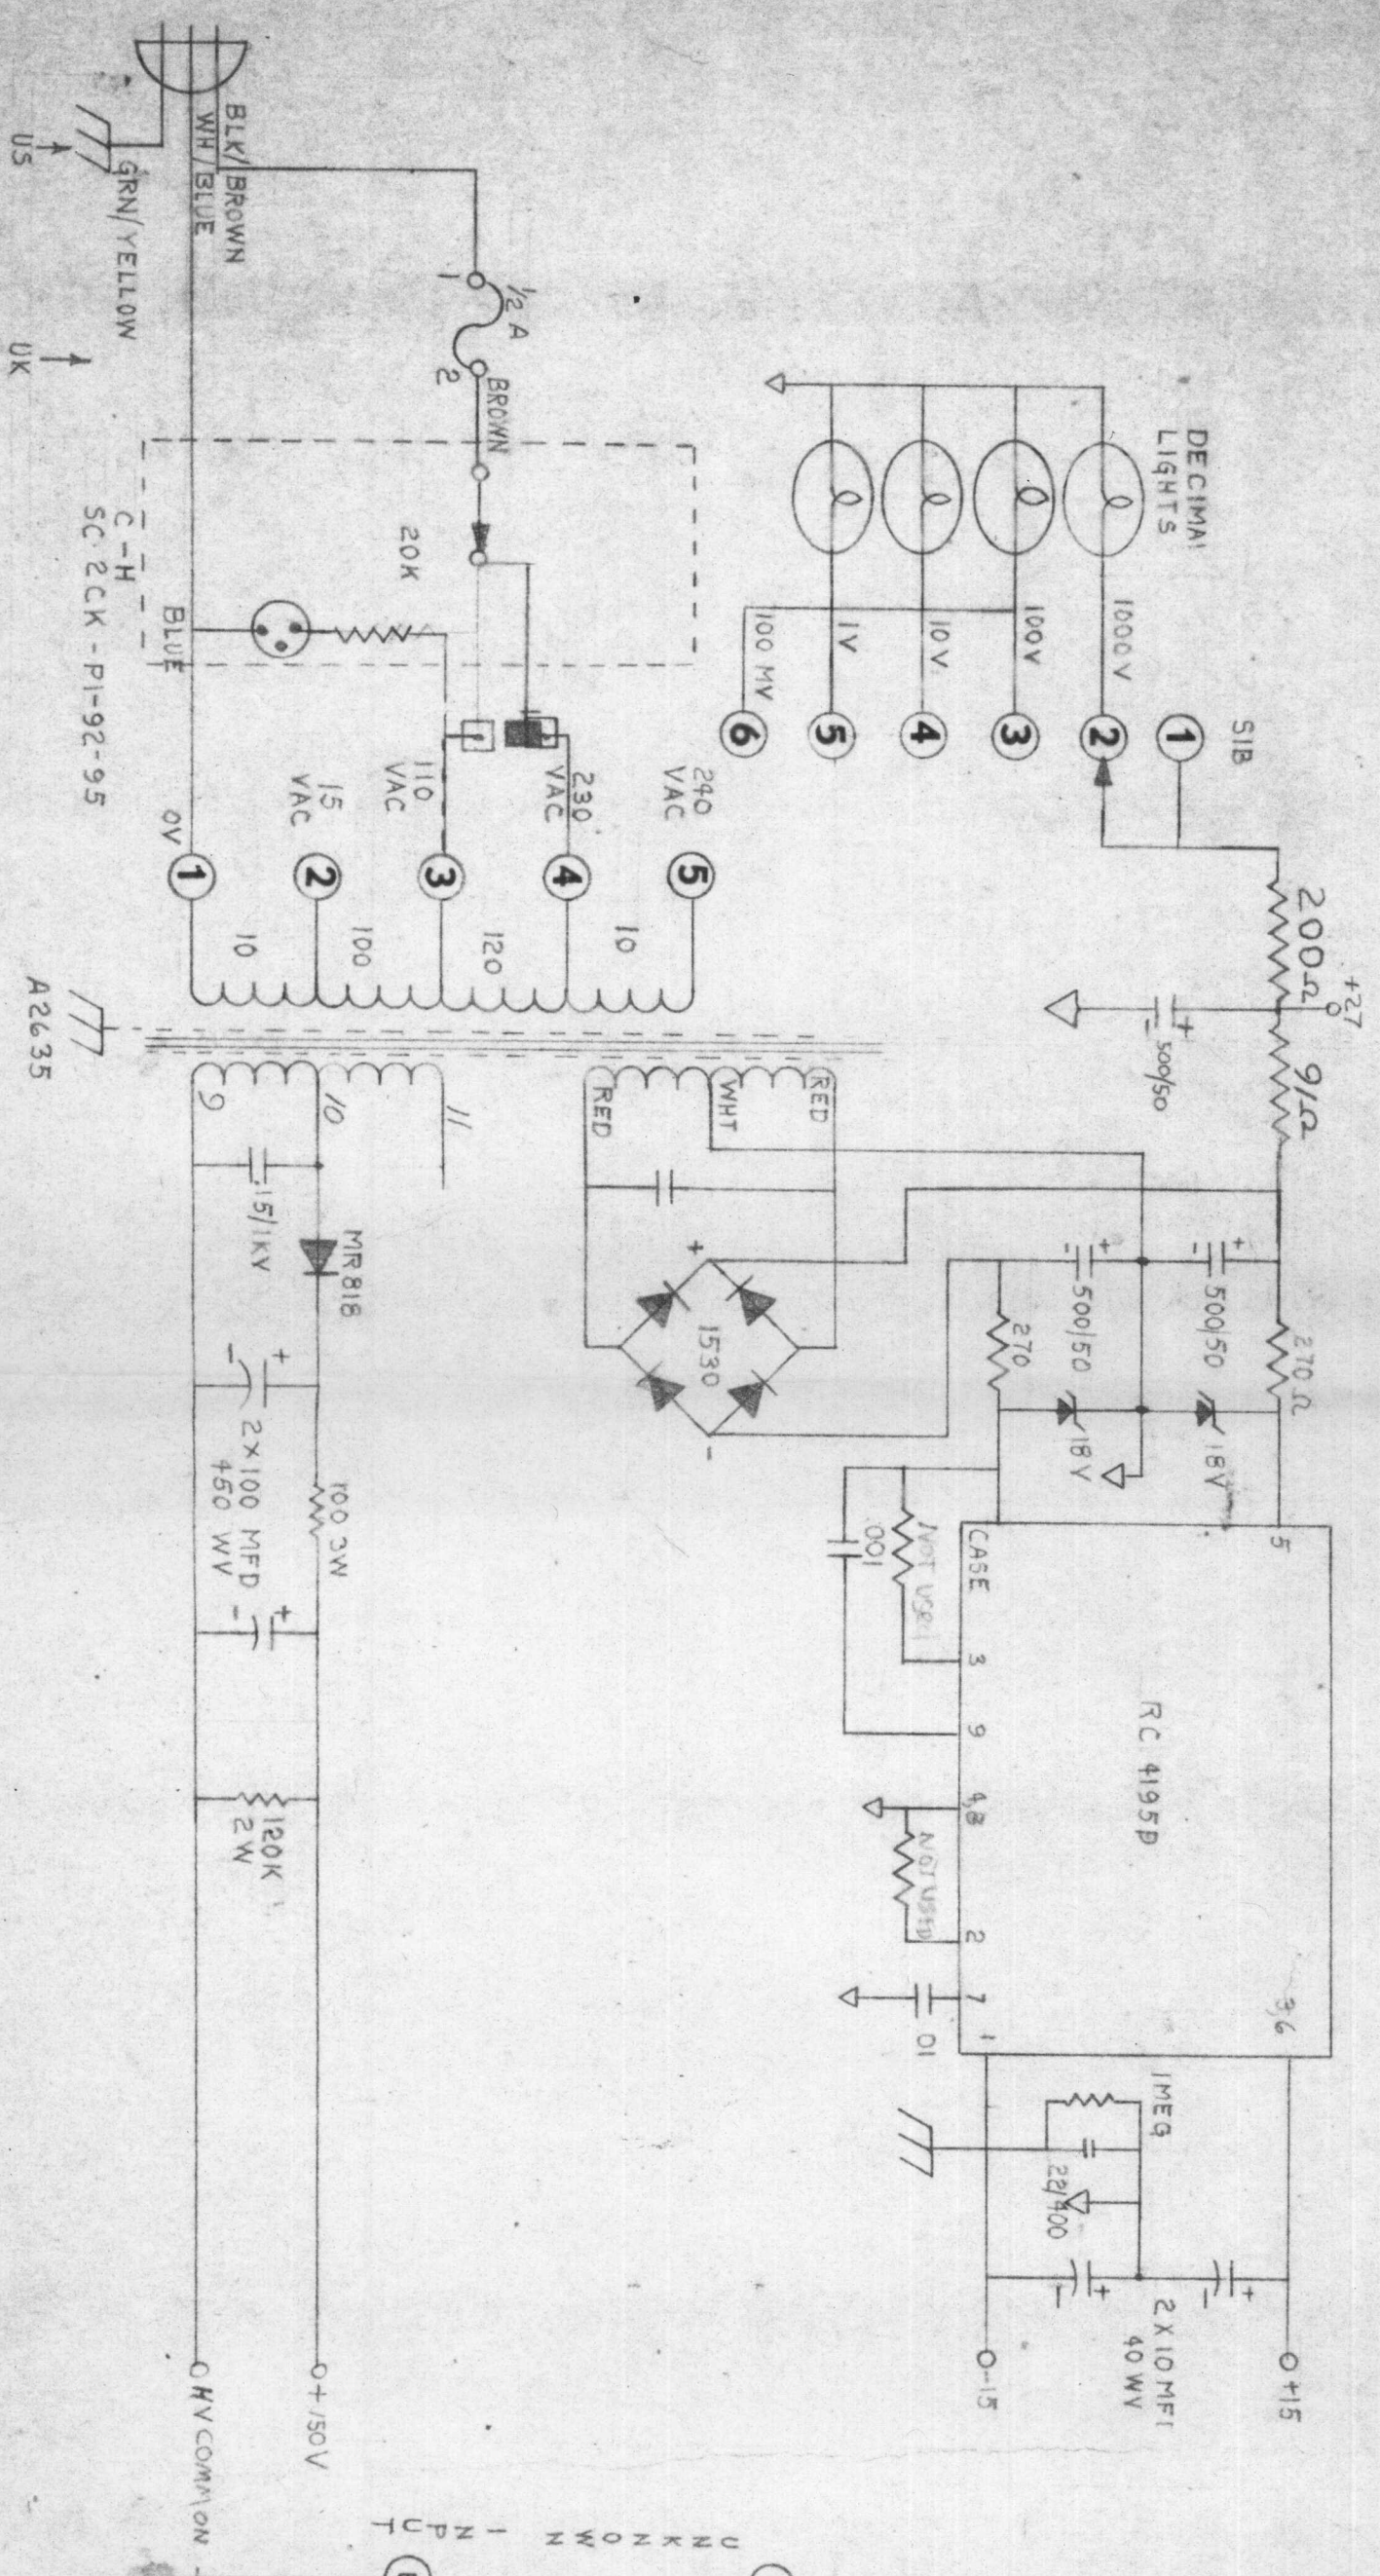 +27
200Ω
91Ω
S1B
500/50
270 Ω
500/50
18V
5
3,6
+15
DECIMAL
LIGHTS
1000V
100V
10V
1V
100 MV
1
2
3
4
5
6
500/50
270
18V
CASE
RC 4195D
1MEG
22/400
2 X 10 MFD
40 WV
-15
.001
NOT USED
3
9
4,8
NOT USED
2
7
1
.01
RED
WHT
RED
+
1530
-
BLK/BROWN
WH/BLUE
GRN/YELLOW
US
UK
1/2 A
1
2
BROWN
20K
BLUE
C-H
SC·2CK-P1-92-95
240
VAC
230
VAC
110
VAC
15
VAC
0V
5
4
3
2
1
10
120
100
10
A2635
11
10
9
.15/1KV
MR818
2X100 MFD
450 WV
100 3W
120K
2W
+150V
HV COMMON
UNKNOWN INPUT